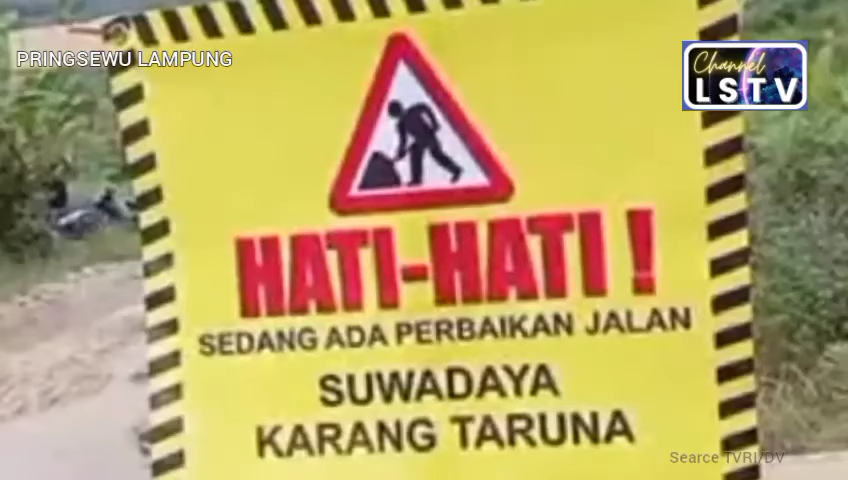 PRINGSEWU LAMPUNG
Channel
LSTV
HATI-HATI !
SEDANG ADA PERBAIKAN JALAN
SUWADAYA
KARANG TARUNA
Searce TVRI/DV